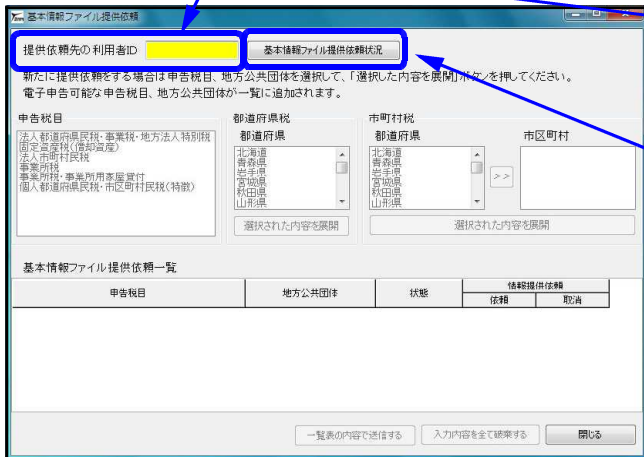 基本情報ファイル提供依頼
提供依頼先の利用者ID
基本情報ファイル提供依頼状況
新たに提供依頼をする場合は申告税目、地方公共団体を選択して、「選択した内容を展開」ボタンを押してください。
電子申告可能な申告税目、地方公共団体が一覧に追加されます。
申告税目
都道府県税
市町村税
都道府県
都道府県
市区町村
法人都道府県民税・事業税・地方法人特別税
固定資産税(償却資産)
法人市町村民税
事業所税
事業所税・事業所用家屋貸付
個人都道府県民税・市区町村民税(特徴)
北海道
青森県
岩手県
宮城県
秋田県
山形県
北海道
青森県
岩手県
宮城県
秋田県
山形県
>>
選択された内容を展開
選択された内容を展開
基本情報ファイル提供依頼一覧
申告税目
地方公共団体
状態
情報提供依頼
依頼
取消
一覧表の内容で送信する
入力内容を全て破棄する
閉じる